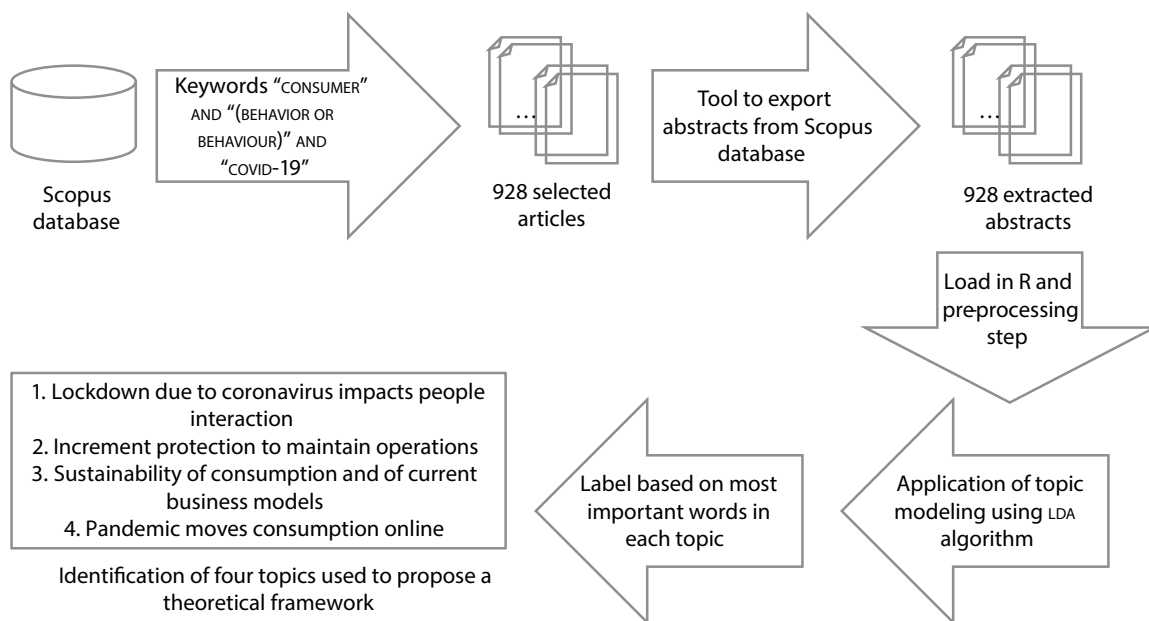 Scopus
database
Keywords “CONSUMER”
AND “(BEHAVIOR OR
BEHAVIOUR)” AND
“COVID-19”
...
928 selected
articles
Tool to export
abstracts from Scopus
database
...
928 extracted
abstracts
Load in R and
pre-processing
step
Application of topic
modeling using LDA
algorithm
Label based on most
important words in
each topic
1. Lockdown due to coronavirus impacts people
interaction
2. Increment protection to maintain operations
3. Sustainability of consumption and of current
business models
4. Pandemic moves consumption online
Identification of four topics used to propose a
theoretical framework